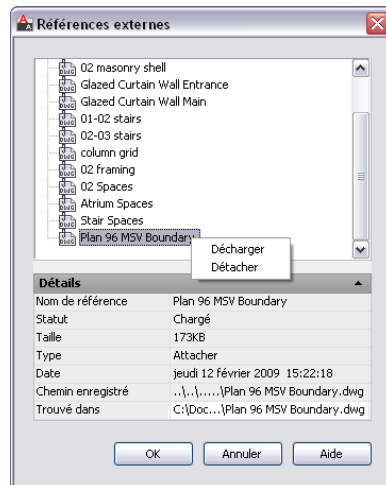 Références externes
02 masonry shell
Glazed Curtain Wall Entrance
Glazed Curtain Wall Main
01-02 stairs
02-03 stairs
column grid
02 framing
02 Spaces
Atrium Spaces
Stair Spaces
Plan 96 MSV Boundary
Décharger
Détacher
Détails
Nom de référence Plan 96 MSV Boundary
Statut Chargé
Taille 173KB
Type Attacher
Date jeudi 12 février 2009 15:22:18
Chemin enregistré ..\..\.....\Plan 96 MSV Boundary.dwg
Trouvé dans C:\Doc...\Plan 96 MSV Boundary.dwg
OK Annuler Aide